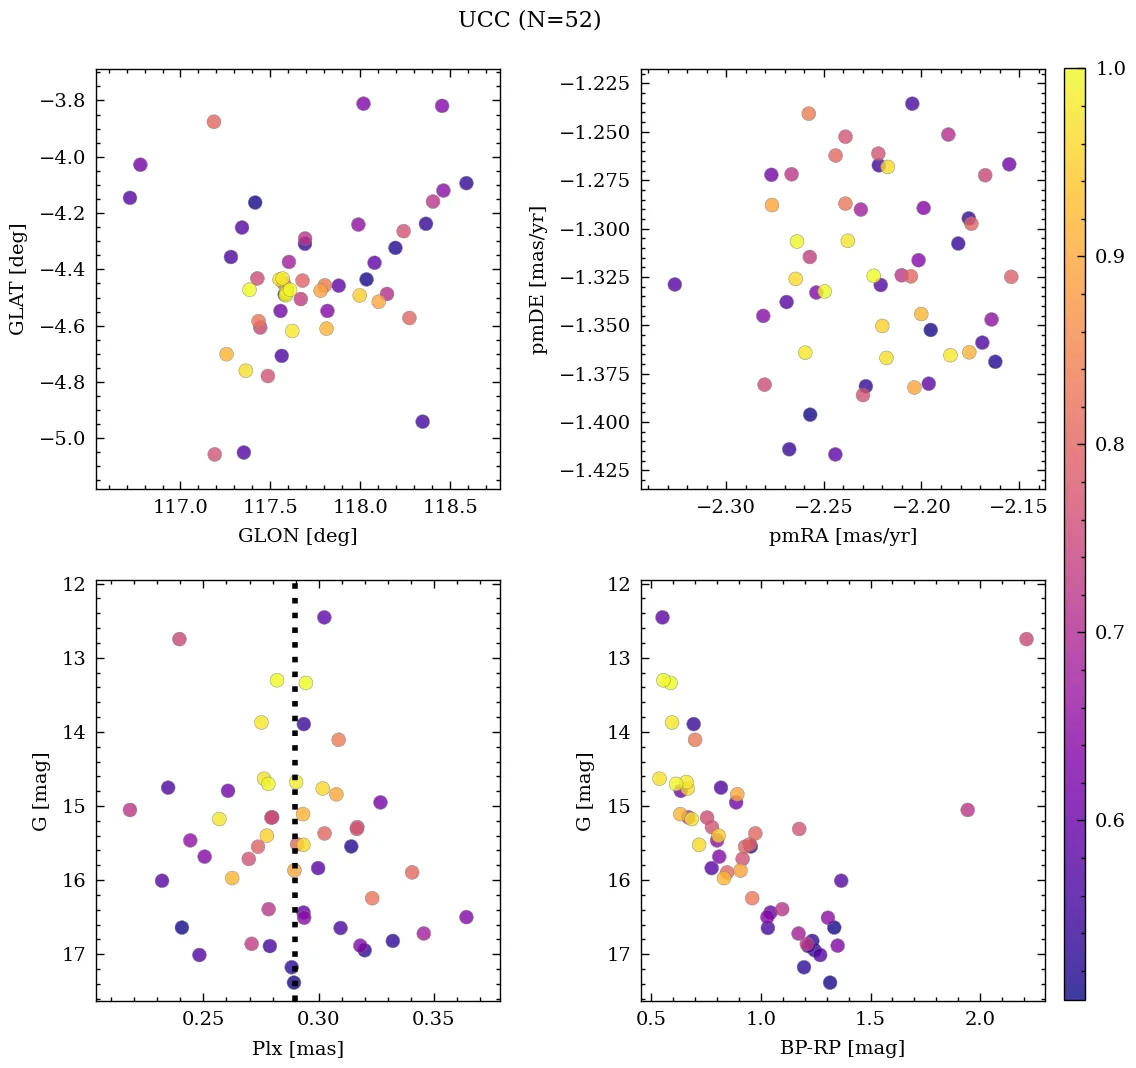 UCC (N=52)
−3.8
−4.0
−4.2
−4.4
−4.6
−4.8
−5.0
GLAT [deg]
117.0 117.5 118.0 118.5
GLON [deg]
−1.225
−1.250
−1.275
−1.300
−1.325
−1.350
−1.375
−1.400
−1.425
pmDE [mas/yr]
−2.30 −2.25 −2.20 −2.15
pmRA [mas/yr]
12
13
14
15
16
17
G [mag]
0.25 0.30 0.35
Plx [mas]
12
13
14
15
16
17
G [mag]
0.5 1.0 1.5 2.0
BP-RP [mag]
1.0
0.9
0.8
0.7
0.6